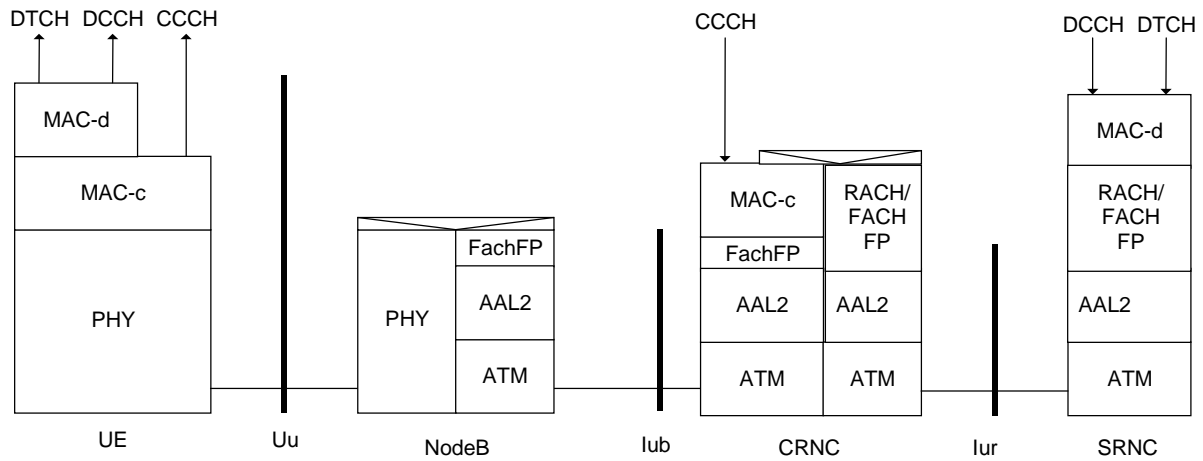 DTCH DCCH CCCH
CCCH
DCCH DTCH
MAC-d
MAC-c
PHY
UE
Uu
PHY
FachFP
AAL2
ATM
NodeB
Iub
MAC-c
FachFP
AAL2
ATM
RACH/
FACH
FP
AAL2
ATM
CRNC
Iur
MAC-d
RACH/
FACH
FP
AAL2
ATM
SRNC